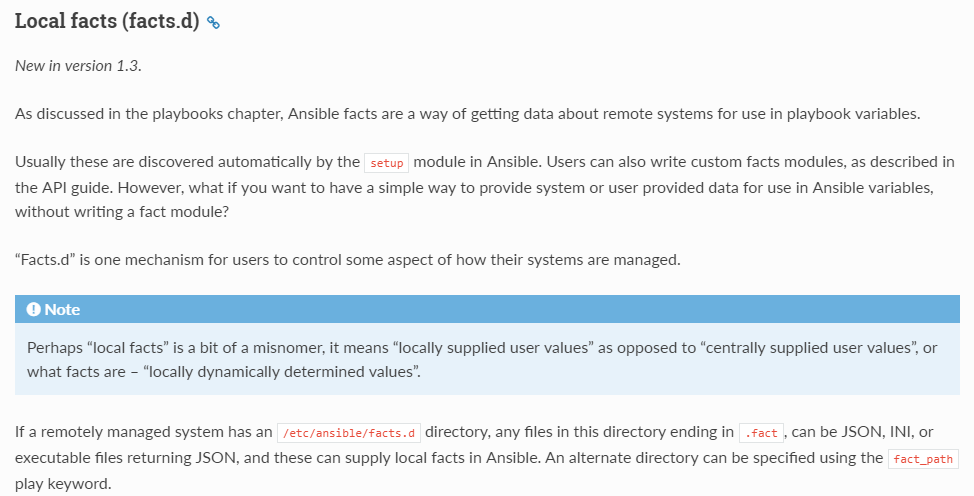 Local facts (facts.d)
New in version 1.3.
As discussed in the playbooks chapter, Ansible facts are a way of getting data about remote systems for use in playbook variables.
Usually these are discovered automatically by the setup module in Ansible. Users can also write custom facts modules, as described in
the API guide. However, what if you want to have a simple way to provide system or user provided data for use in Ansible variables,
without writing a fact module?
“Facts.d” is one mechanism for users to control some aspect of how their systems are managed.
Note
Perhaps “local facts” is a bit of a misnomer, it means “locally supplied user values” as opposed to “centrally supplied user values”, or
what facts are – “locally dynamically determined values”.
If a remotely managed system has an /etc/ansible/facts.d directory, any files in this directory ending in .fact, can be JSON, INI, or
executable files returning JSON, and these can supply local facts in Ansible. An alternate directory can be specified using the fact_path
play keyword.